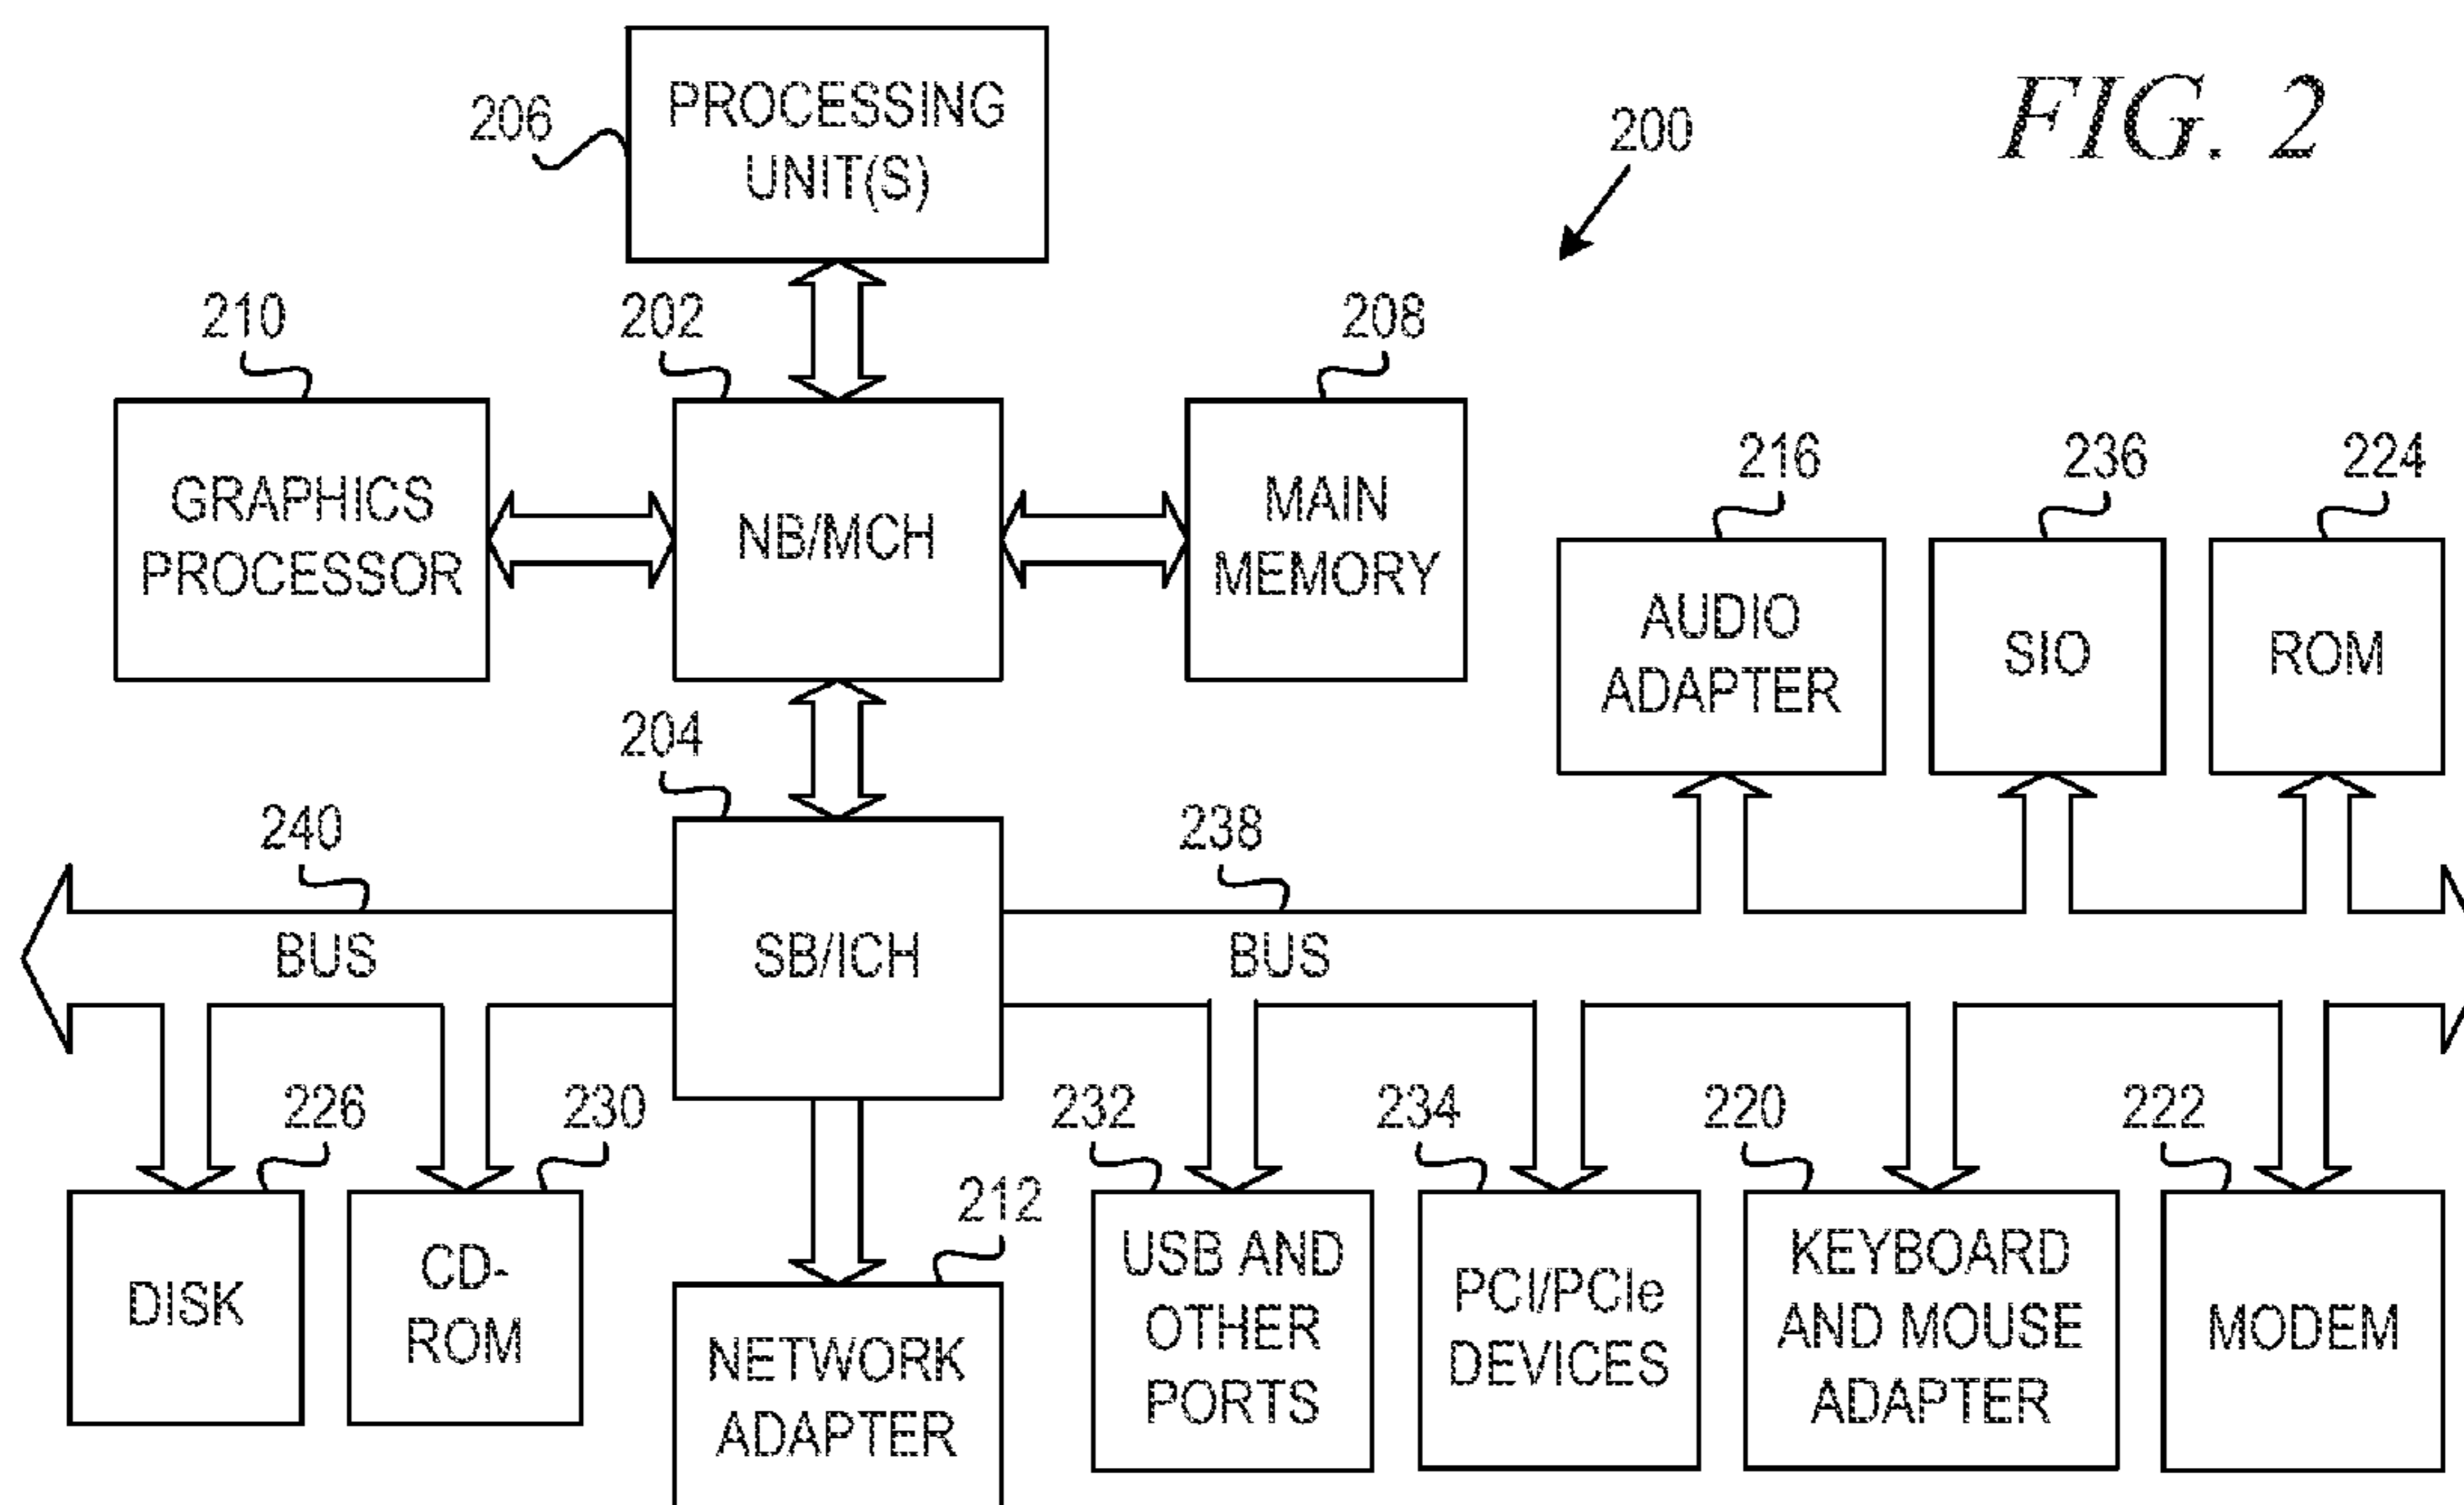 FIG. 2
200
206
PROCESSING
UNIT(S)
210
202
208
GRAPHICS
PROCESSOR
NB/MCH
MAIN
MEMORY
216
236
224
AUDIO
ADAPTER
SIO
ROM
204
240
238
BUS
SB/ICH
BUS
226
230
232
234
220
222
212
DISK
CD-
ROM
NETWORK
ADAPTER
USB AND
OTHER
PORTS
PCI/PCIe
DEVICES
KEYBOARD
AND MOUSE
ADAPTER
MODEM